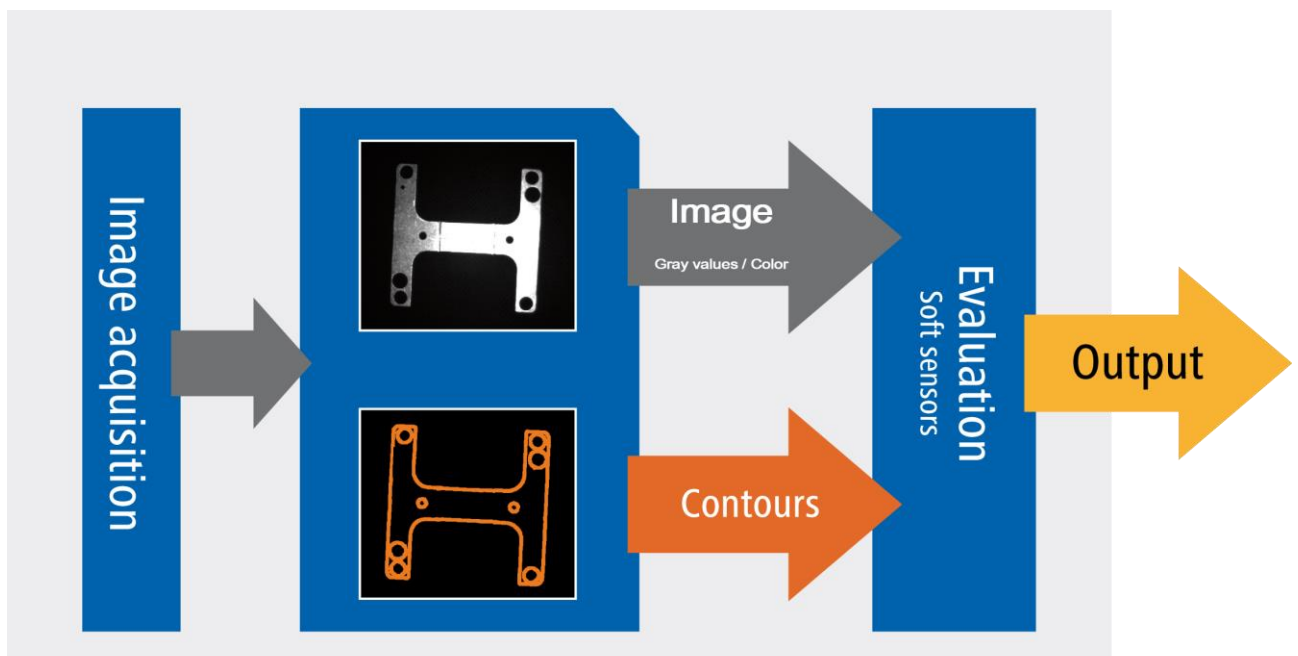 Image acquisition
Image
Gray values / Color
Contours
Evaluation
Soft sensors
Output